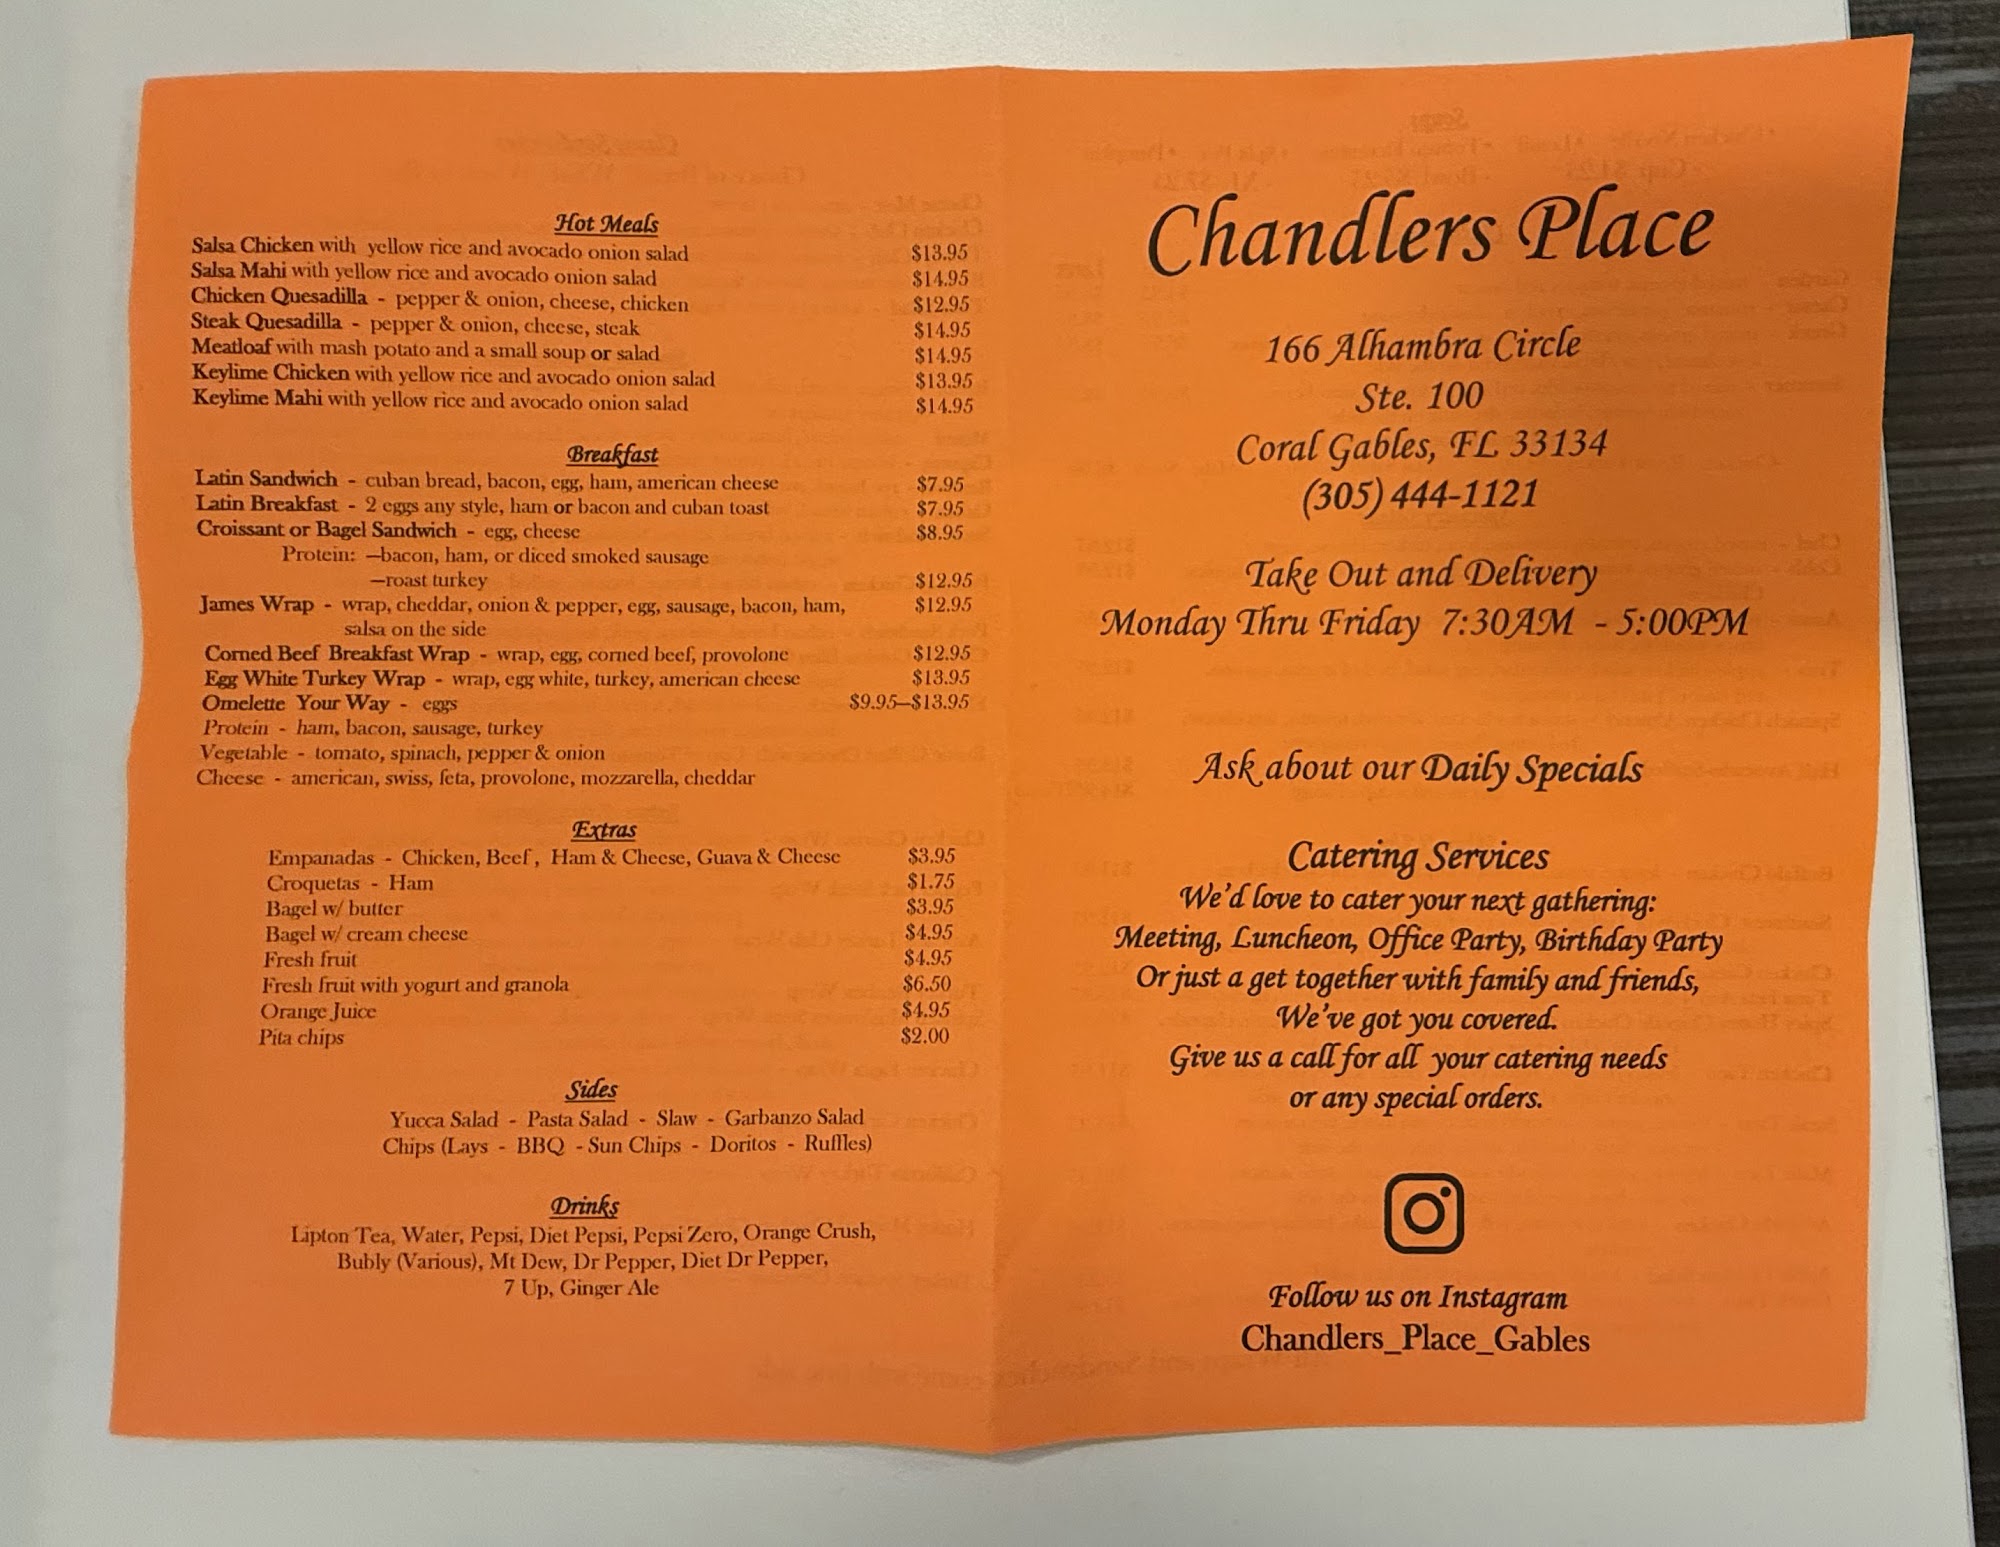 Hot Meals
Salsa Chicken with yellow rice and avocado onion salad $13.95
Salsa Mahi with yellow rice and avocado onion salad $14.95
Chicken Quesadilla - pepper & onion, cheese, chicken $12.95
Steak Quesadilla - pepper & onion, cheese, steak $14.95
Meatloaf with mash potato and a small soup or salad $14.95
Keylime Chicken with yellow rice and avocado onion salad $13.95
Keylime Mahi with yellow rice and avocado onion salad $14.95
Breakfast
Latin Sandwich - cuban bread, bacon, egg, ham, american cheese $7.95
Latin Breakfast - 2 eggs any style, ham or bacon and cuban toast $7.95
Croissant or Bagel Sandwich - egg, cheese $8.95
Protein: —bacon, ham, or diced smoked sausage
—roast turkey $12.95
James Wrap - wrap, cheddar, onion & pepper, egg, sausage, bacon, ham, $12.95
salsa on the side
Corned Beef Breakfast Wrap - wrap, egg, corned beef, provolone $12.95
Egg White Turkey Wrap - wrap, egg white, turkey, american cheese $13.95
Omelette Your Way - eggs $9.95—$13.95
Protein - ham, bacon, sausage, turkey
Vegetable - tomato, spinach, pepper & onion
Cheese - american, swiss, feta, provolone, mozzarella, cheddar
Extras
Empanadas - Chicken, Beef, Ham & Cheese, Guava & Cheese $3.95
Croquetas - Ham $1.75
Bagel w/ butter $3.95
Bagel w/ cream cheese $4.95
Fresh fruit $4.95
Fresh fruit with yogurt and granola $6.50
Orange Juice $4.95
Pita chips $2.00
Sides
Yucca Salad - Pasta Salad - Slaw - Garbanzo Salad
Chips (Lays - BBQ - Sun Chips - Doritos - Ruffles)
Drinks
Lipton Tea, Water, Pepsi, Diet Pepsi, Pepsi Zero, Orange Crush,
Bubly (Various), Mt Dew, Dr Pepper, Diet Dr Pepper,
7 Up, Ginger Ale
Chandlers Place
166 Alhambra Circle
Ste. 100
Coral Gables, FL 33134
(305) 444-1121
Take Out and Delivery
Monday Thru Friday 7:30AM - 5:00PM
Ask about our Daily Specials
Catering Services
We'd love to cater your next gathering:
Meeting, Luncheon, Office Party, Birthday Party
Or just a get together with family and friends,
We've got you covered.
Give us a call for all your catering needs
or any special orders.
Follow us on Instagram
Chandlers_Place_Gables